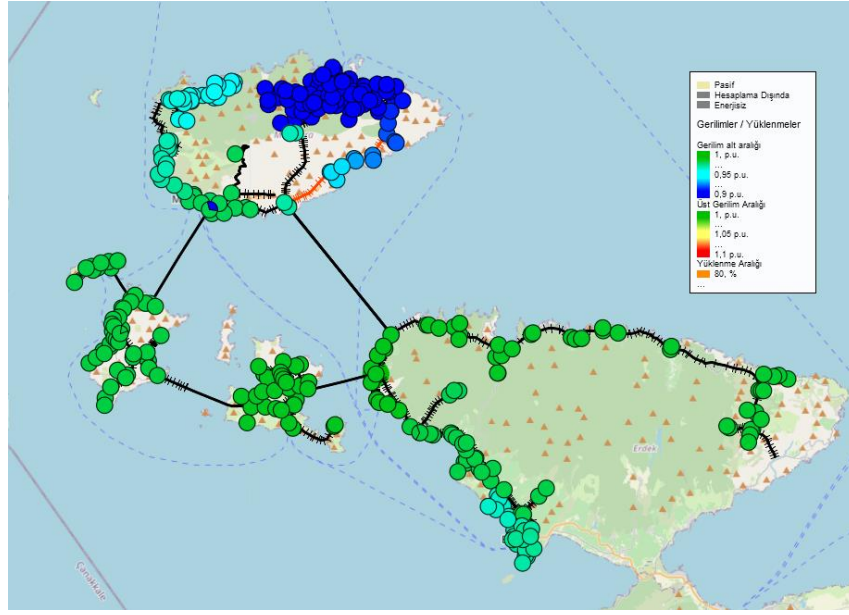 Pasif
Hesaplama Dışında
Enerjisiz
Gerilimler / Yüklenmeler
Gerilim alt aralığı
1, p.u.
...
0,95 p.u.
...
0,9 p.u.
Üst Gerilim Aralığı
1, p.u.
...
1,05 p.u.
...
1,1 p.u.
Yüklenme Aralığı
80, %
...
Erdek
Çanakkale